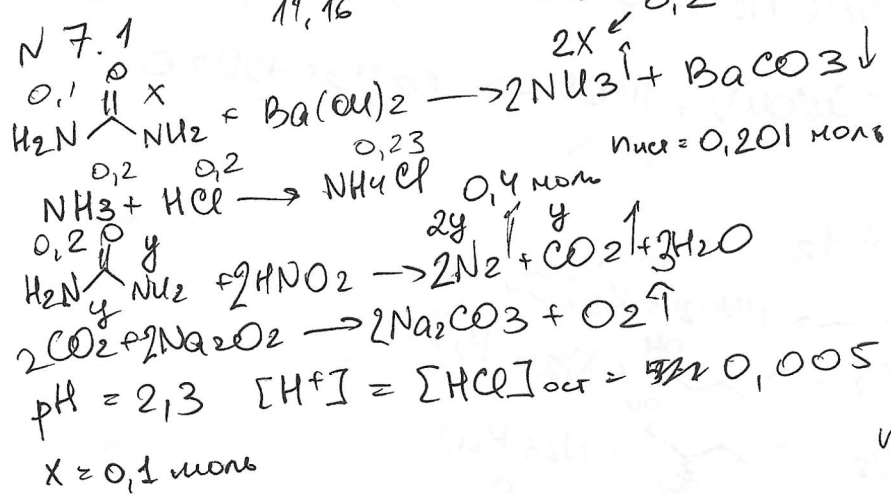 14,16
N 7.1
2x 0,2
0,1 O x
H2N NH2 + Ba(OH)2 → 2NH3↑ + BaCO3↓
nисх = 0,201 моль
0,2 0,2 0,23
NH3 + HCl → NH4Cl 0,4 моль
0,2 O y 2y y
H2N NH2 + 2HNO2 → 2N2↑ + CO2↑ + 3H2O
y
2CO2 + 2Na2O2 → 2Na2CO3 + O2↑
pH = 2,3 [H+] = [HCl]ост = 0,005
x = 0,1 моль